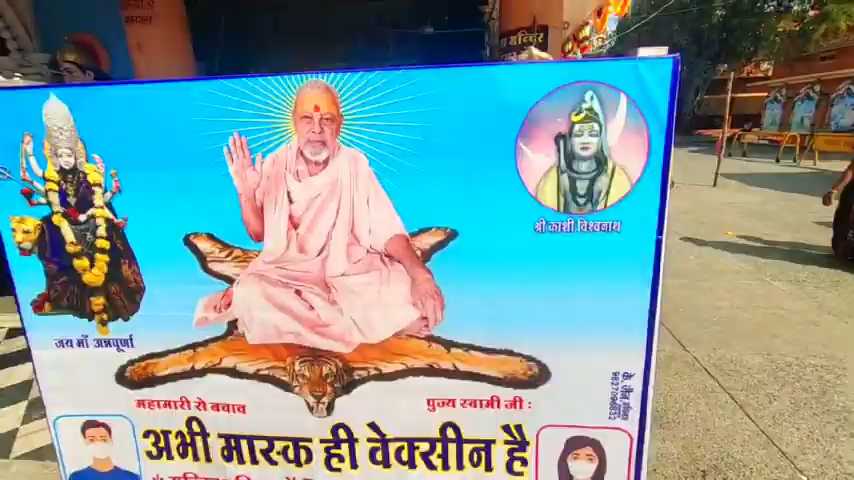 श्री काशी विश्वनाथ
जय माँ अन्नपूर्णा
महामारी से बचाव
पुज्य स्वामी जी :
अभी मास्क ही वेक्सीन है